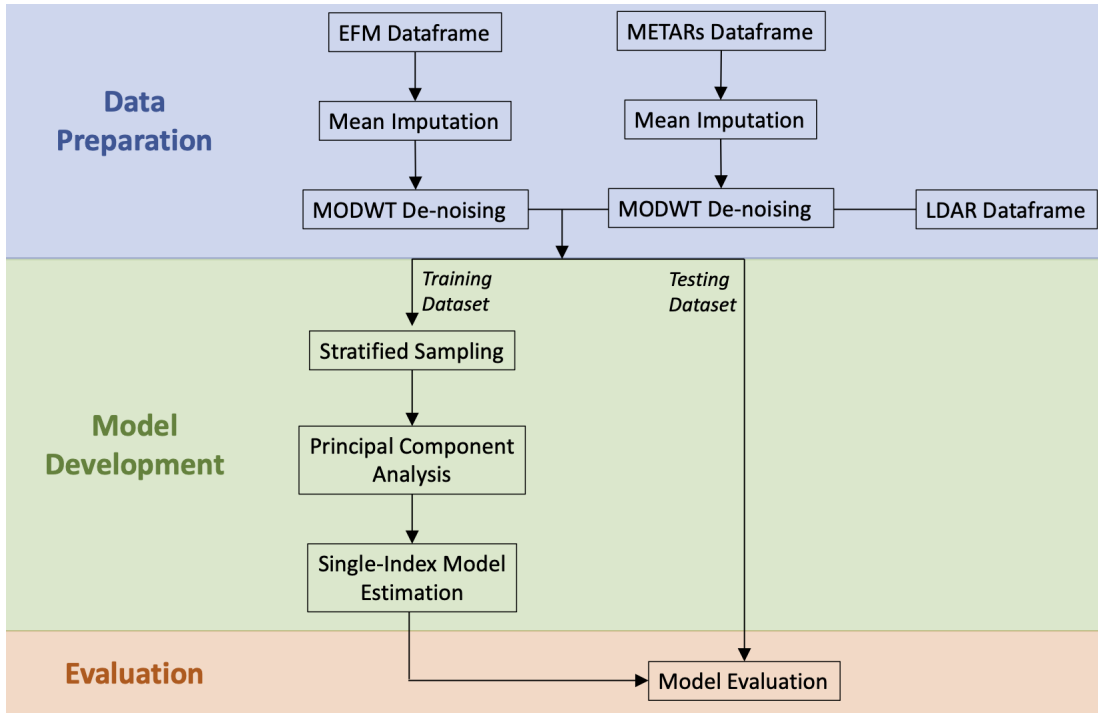 EFM Dataframe
METARs Dataframe
Data
Preparation
Mean Imputation
Mean Imputation
MODWT De-noising
MODWT De-noising
LDAR Dataframe
Training
Dataset
Testing
Dataset
Stratified Sampling
Model
Development
Principal Component
Analysis
Single-Index Model
Estimation
Evaluation
Model Evaluation